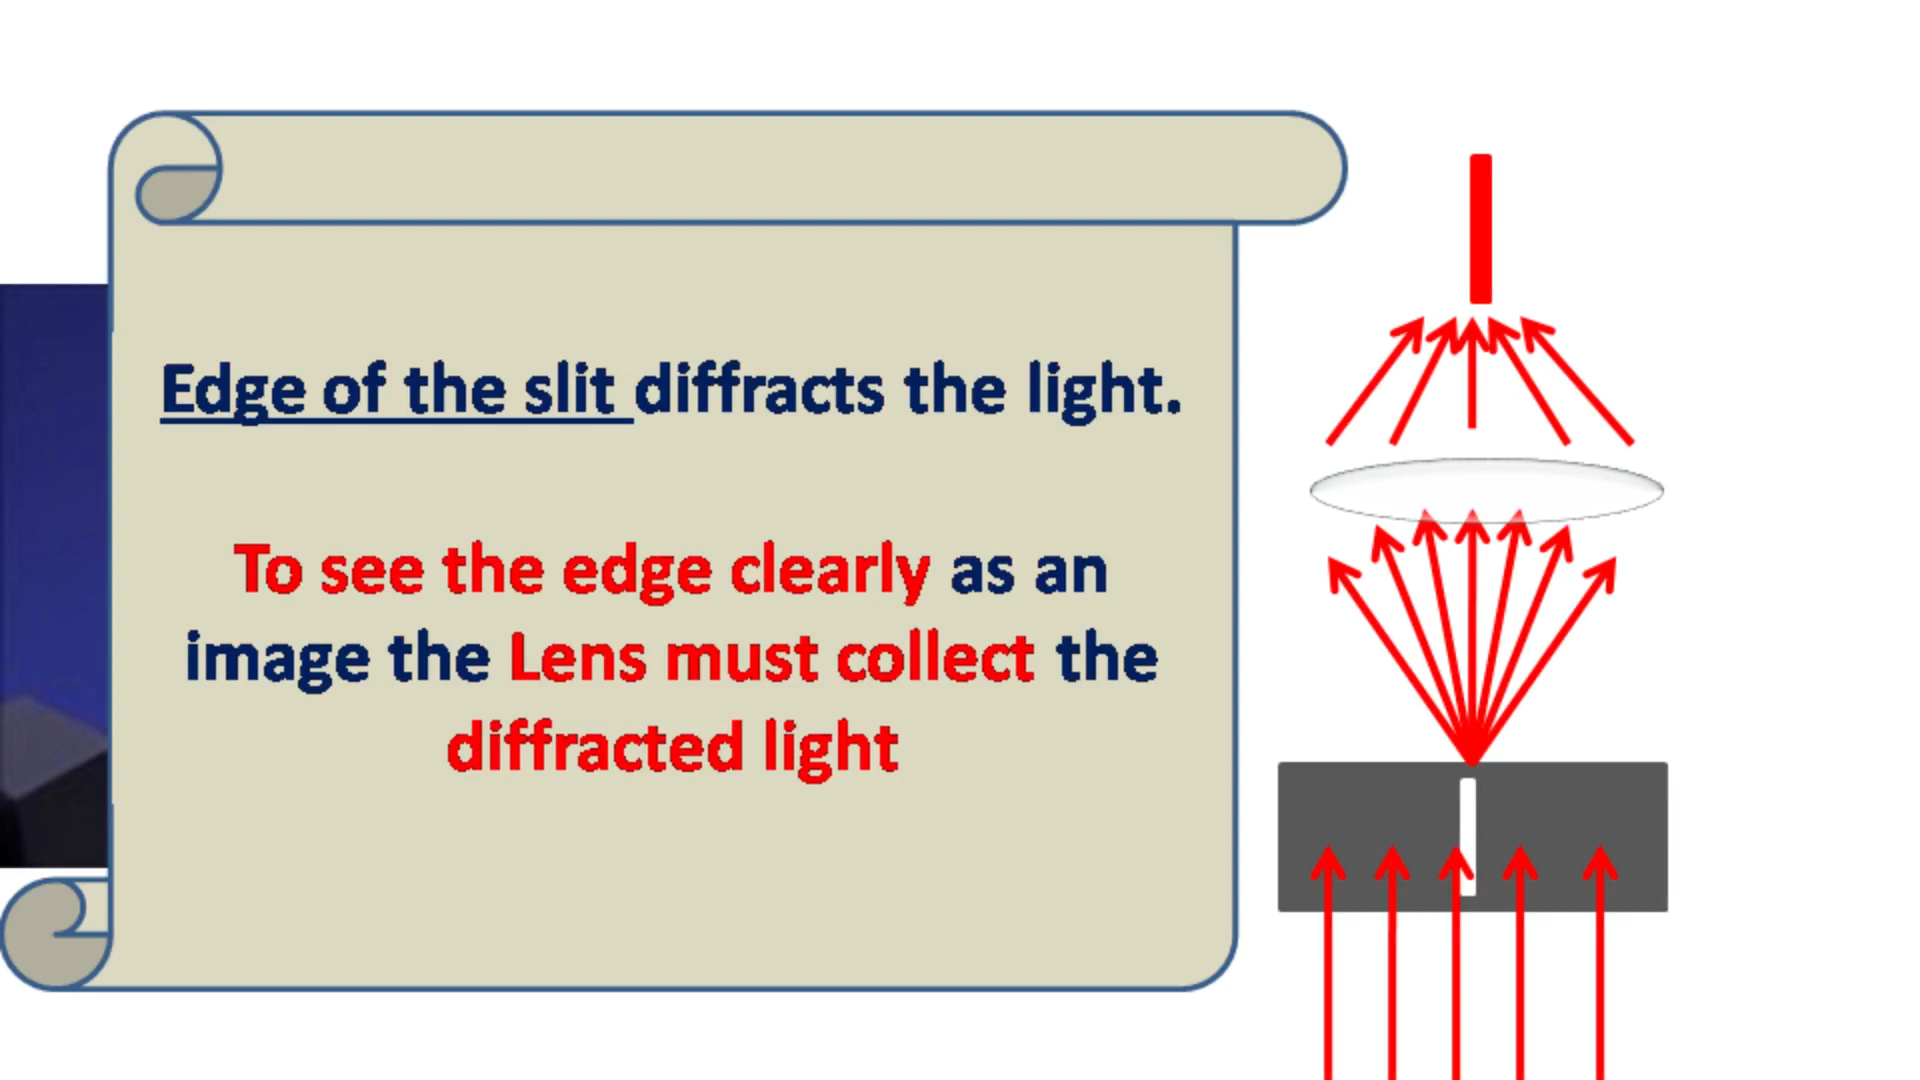 Edge of the slit diffracts the light.
To see the edge clearly as an
image the Lens must collect the
diffracted light